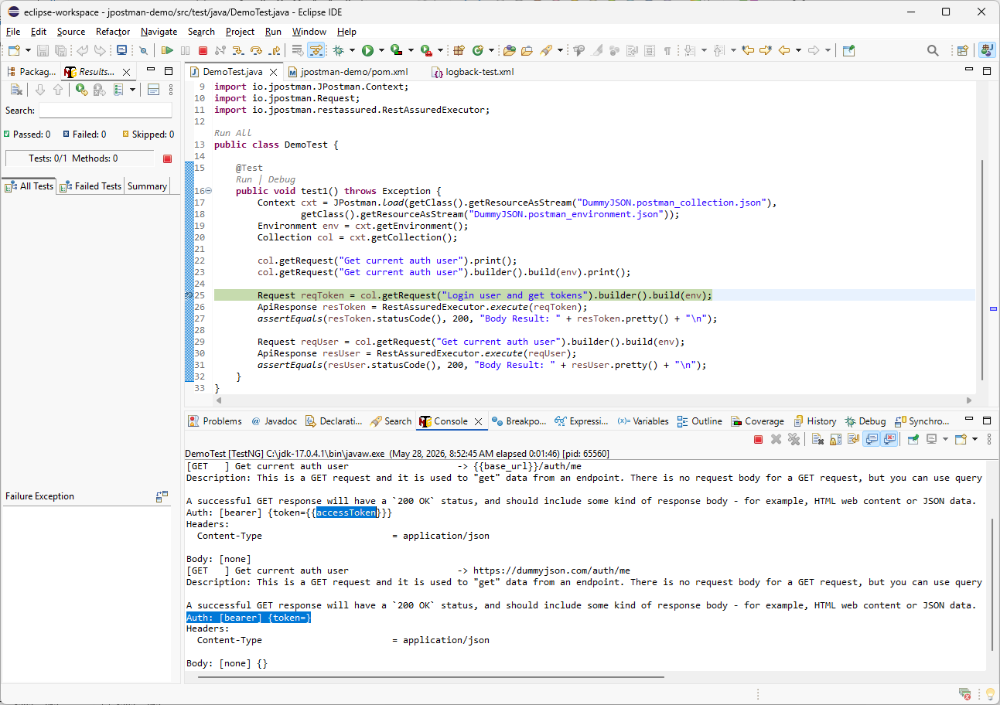 eclipse-workspace - jpostman-demo/src/test/java/DemoTest.java - Eclipse IDE
File Edit Source Refactor Navigate Search Project Run Window Help
Packag... Results...
Search:
Passed: 0 Failed: 0 Skipped: 0
Tests: 0/1 Methods: 0
All Tests Failed Tests Summary
Failure Exception
DemoTest.java jpostman-demo/pom.xml logback-test.xml
9 import io.jpostman.JPostman.Context;
10 import io.jpostman.Request;
11 import io.jpostman.restassured.RestAssuredExecutor;
12
Run All
13 public class DemoTest {
14
15 @Test
Run | Debug
16 public void test1() throws Exception {
17 Context cxt = JPostman.load(getClass().getResourceAsStream("DummyJSON.postman_collection.json"),
18 getClass().getResourceAsStream("DummyJSON.postman_environment.json"));
19 Environment env = cxt.getEnvironment();
20 Collection col = cxt.getCollection();
21
22 col.getRequest("Get current auth user").print();
23 col.getRequest("Get current auth user").builder().build(env).print();
24
25 Request reqToken = col.getRequest("Login user and get tokens").builder().build(env);
26 ApiResponse resToken = RestAssuredExecutor.execute(reqToken);
27 assertEquals(resToken.statusCode(), 200, "Body Result: " + resToken.pretty() + "\n");
28
29 Request reqUser = col.getRequest("Get current auth user").builder().build(env);
30 ApiResponse resUser = RestAssuredExecutor.execute(reqUser);
31 assertEquals(resUser.statusCode(), 200, "Body Result: " + resUser.pretty() + "\n");
32 }
33 }
Problems Javadoc Declarati... Search Console Breakpo... Expressi... Variables Outline Coverage History Debug Synchro...
DemoTest [TestNG] C:\jdk-17.0.4.1\bin\javaw.exe (May 28, 2026, 8:52:45 AM elapsed 0:01:46) [pid: 65560]
[GET ] Get current auth user -> {{base_url}}/auth/me
Description: This is a GET request and it is used to "get" data from an endpoint. There is no request body for a GET request, but you can use query
A successful GET response will have a `200 OK` status, and should include some kind of response body - for example, HTML web content or JSON data.
Auth: [bearer] {token={{accessToken}}}
Headers:
Content-Type = application/json
Body: [none]
[GET ] Get current auth user -> https://dummyjson.com/auth/me
Description: This is a GET request and it is used to "get" data from an endpoint. There is no request body for a GET request, but you can use query
A successful GET response will have a `200 OK` status, and should include some kind of response body - for example, HTML web content or JSON data.
Auth: [bearer] {token=}
Headers:
Content-Type = application/json
Body: [none] {}